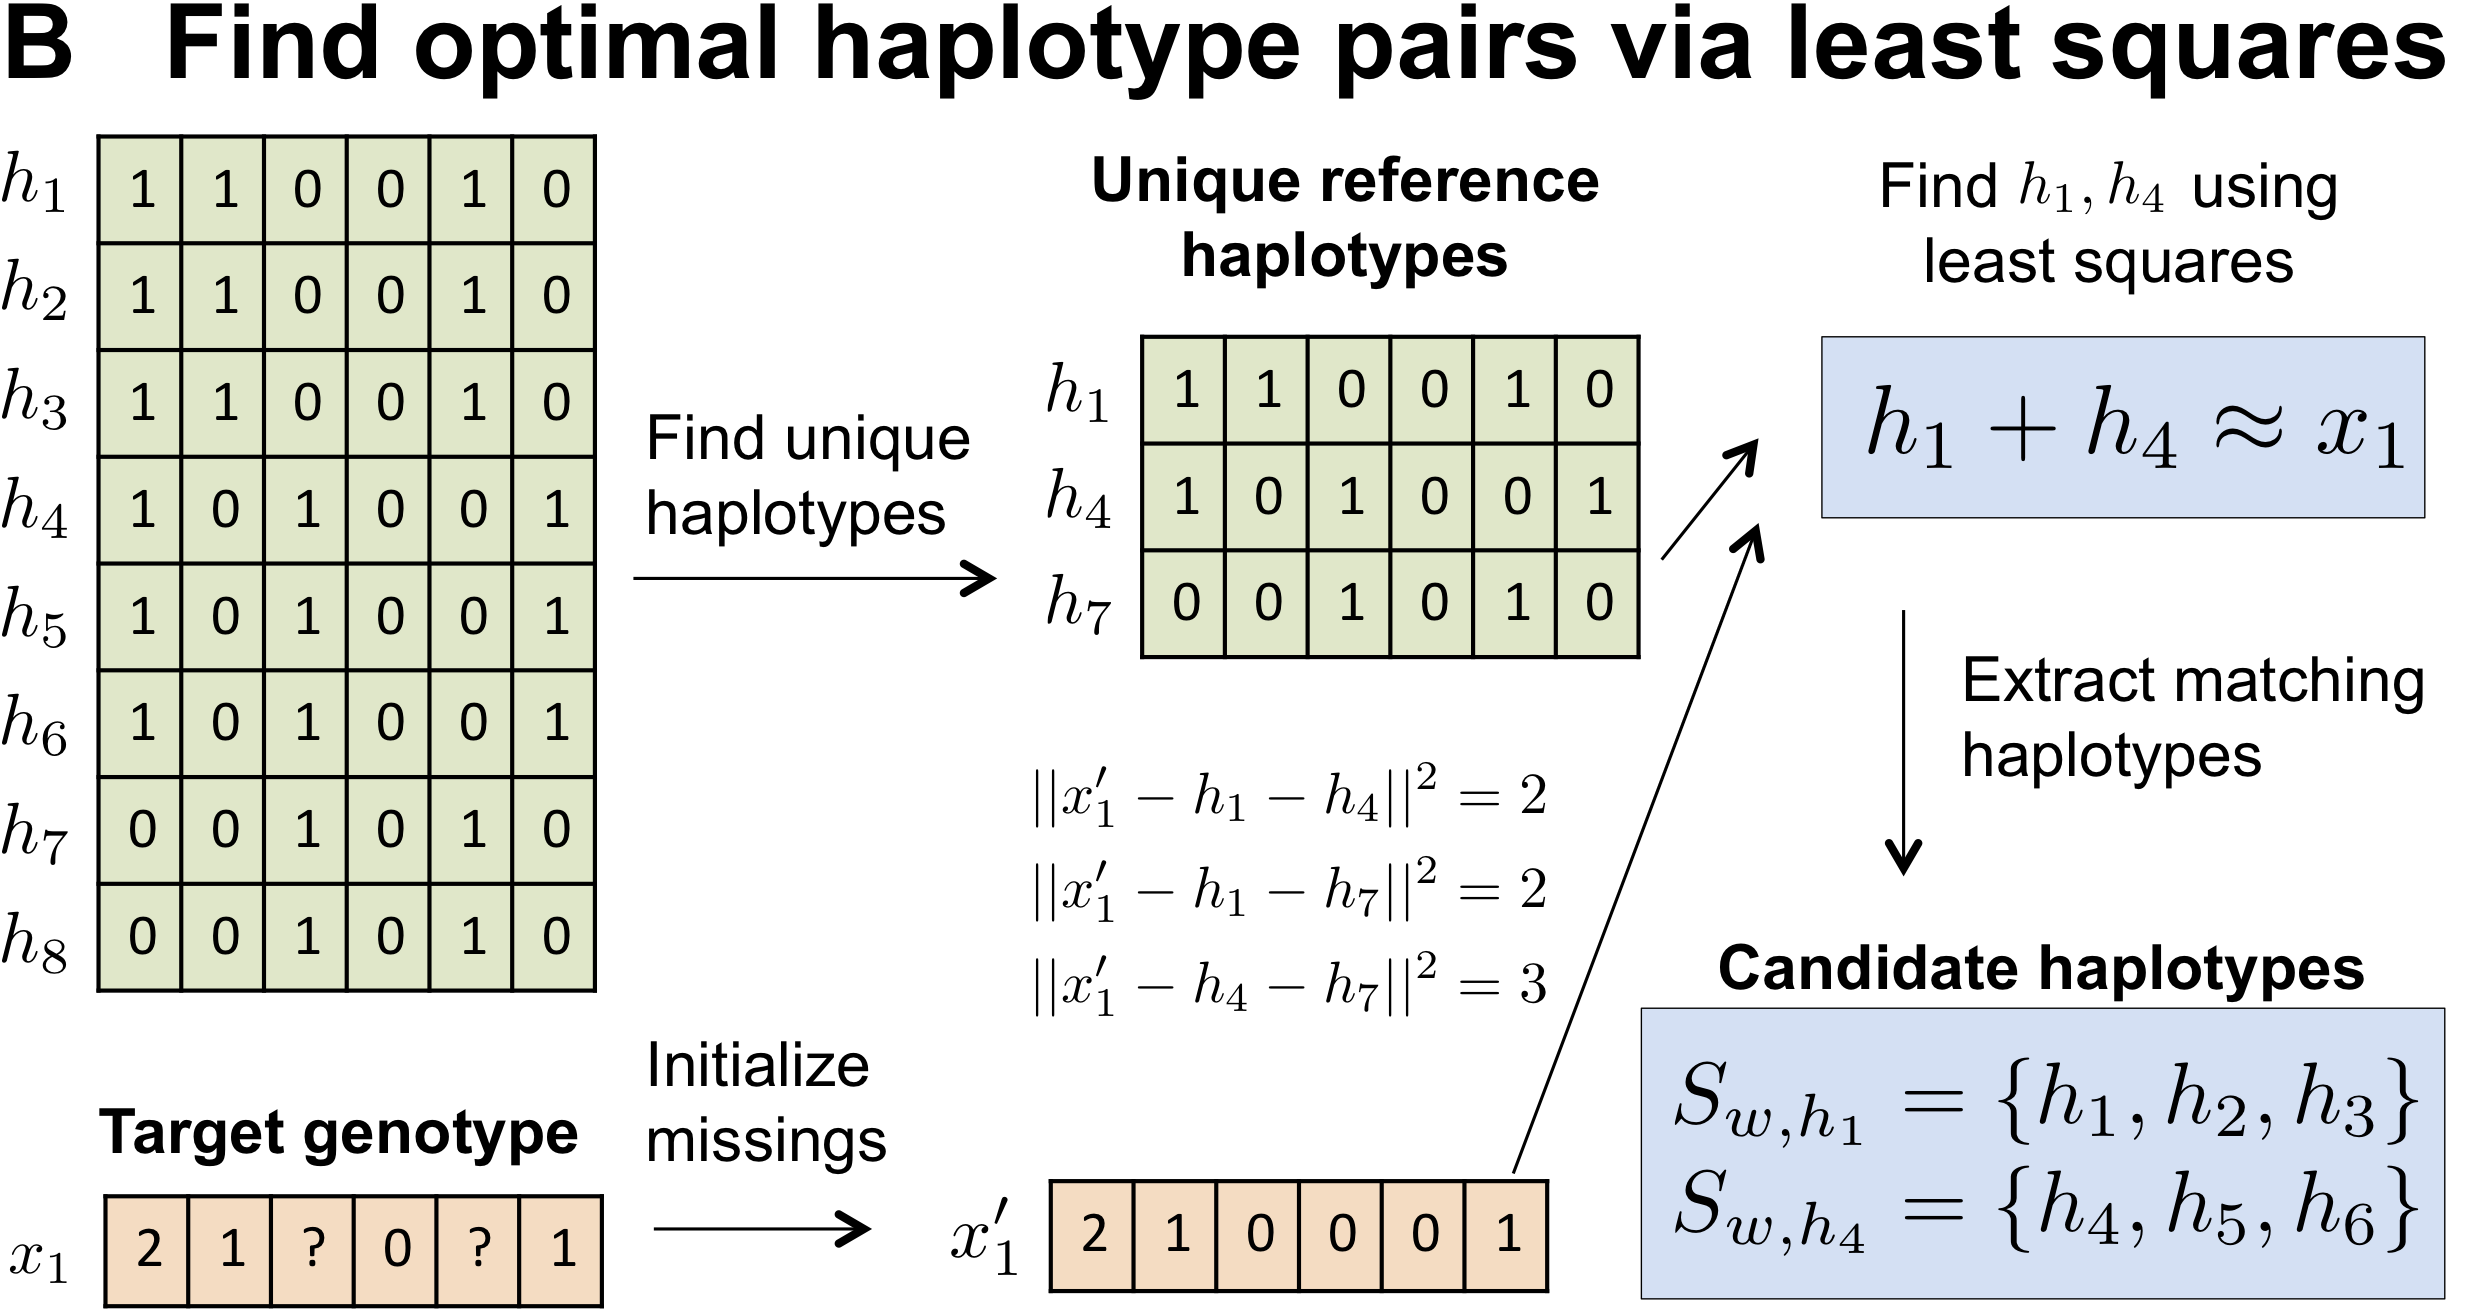 B Find optimal haplotype pairs via least squares
h₁ 1 1 0 0 1 0
h₂ 1 1 0 0 1 0
h₃ 1 1 0 0 1 0
h₄ 1 0 1 0 0 1
h₅ 1 0 1 0 0 1
h₆ 1 0 1 0 0 1
h₇ 0 0 1 0 1 0
h₈ 0 0 1 0 1 0
Target genotype
x₁ 2 1 ? 0 ? 1
Find unique
haplotypes
Initialize
missings
Unique reference
haplotypes
h₁ 1 1 0 0 1 0
h₄ 1 0 1 0 0 1
h₇ 0 0 1 0 1 0
||x′₁ − h₁ − h₄||² = 2
||x′₁ − h₁ − h₇||² = 2
||x′₁ − h₄ − h₇||² = 3
x′₁ 2 1 0 0 0 1
Find h₁, h₄ using
least squares
h₁ + h₄ ≈ x₁
Extract matching
haplotypes
Candidate haplotypes
S_{w,h₁} = {h₁, h₂, h₃}
S_{w,h₄} = {h₄, h₅, h₆}